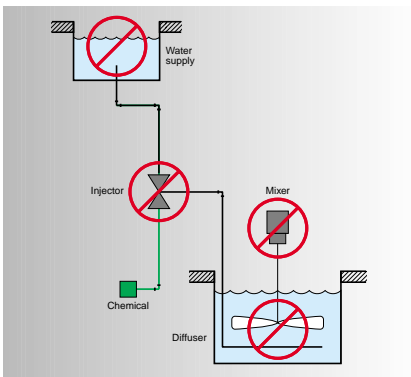 Water
supply
Injector
Mixer
Chemical
Diffuser